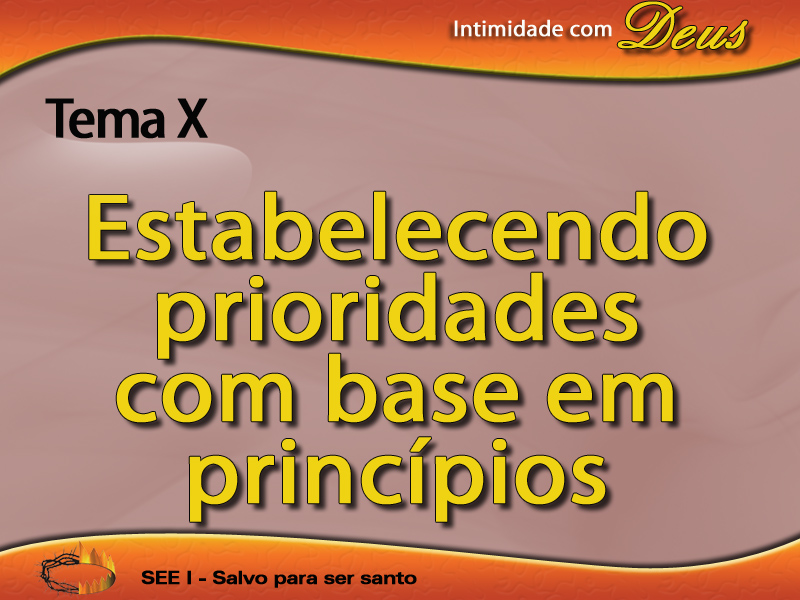 Intimidade com Deus
Tema X
Estabelecendo
prioridades
com base em
princípios
SEE I - Salvo para ser santo